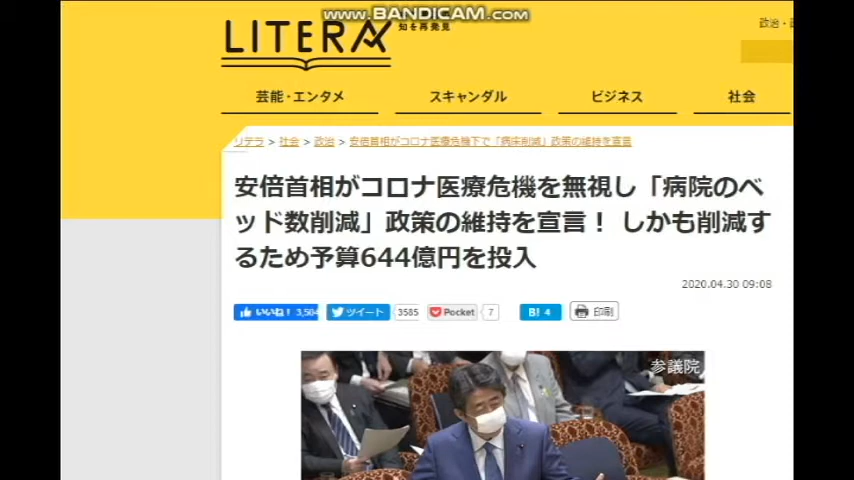 www.BANDICAM.com
LITERA
知を再発見
政治・
芸能・エンタメ
スキャンダル
ビジネス
社会
リテラ > 社会 > 政治 > 安倍首相がコロナ医療危機下で「病床削減」政策の維持を宣言
安倍首相がコロナ医療危機を無視し「病院のベ
ッド数削減」政策の維持を宣言！ しかも削減す
るため予算644億円を投入
2020.04.30 09:08
いいね！ 3,504
ツイート 3585
Pocket 7
B! 4
印刷
参議院